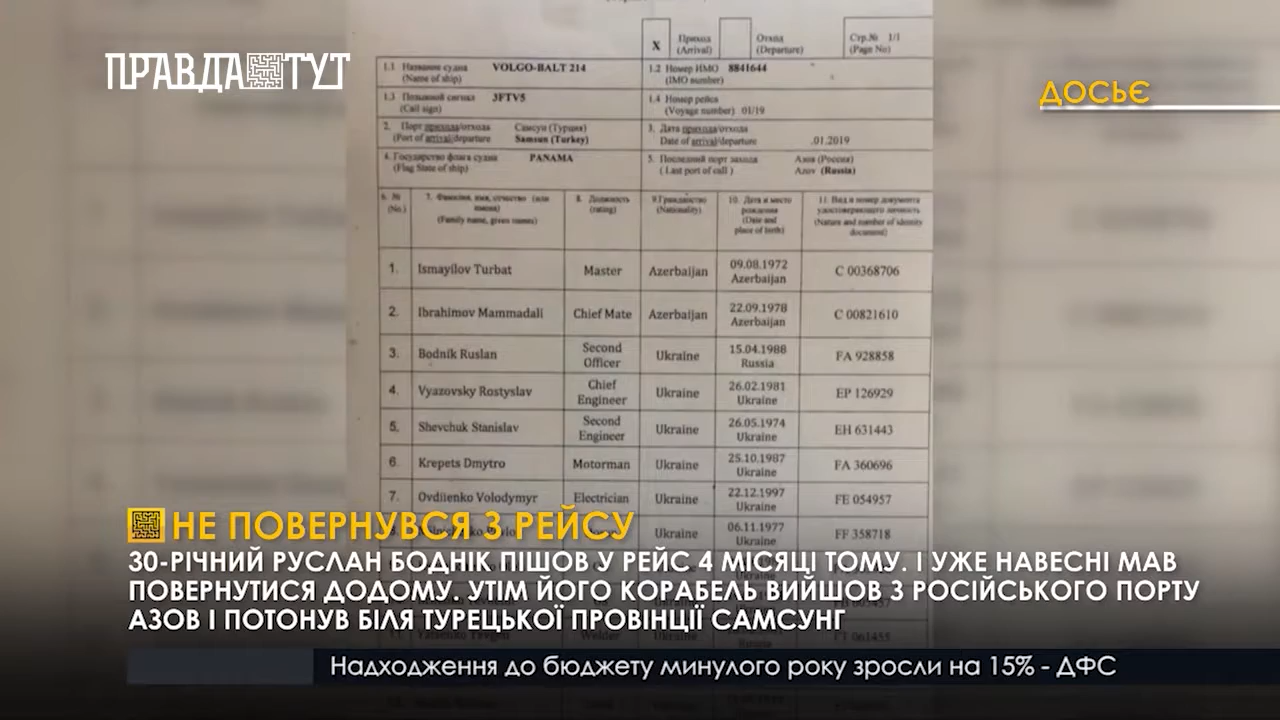 ПРАВДА ТУТ
ДОСЬЄ
X
Приход (Arrival)
Отход (Departure)
Стр.№ 1/1 (Page No)
1.1 Название судна (Name of ship) VOLGO-BALT 214
1.2 Номер ИМО (IMO number) 8841644
1.3 Позывной сигнал (Call sign) 3FTV5
1.4 Номер рейса (Voyage number) 01/19
2. Порт прихода/отхода (Port of arrival/departure) Самсун (Турция) Samsun (Turkey)
3. Дата прихода/отхода Date of arrival/departure .01.2019
4. Государство флага судна (Flag State of ship) PANAMA
5. Последний порт захода (Last port of call) Азов (Россия) Azov (Russia)
6. № (No.)
7. Фамилия, имя, отчество (или имена) (Family name, given names)
8. Должность (rating)
9 Гражданство (Nationality)
10. Дата и место рождения (Date and place of birth)
11. Вид и номер документа удостоверяющего личность (Nature and number of identity document)
1. Ismayilov Turbat Master Azerbaijan 09.08.1972 Azerbaijan C 00368706
2. Ibrahimov Mammadali Chief Mate Azerbaijan 22.09.1978 Azerbaijan C 00821610
3. Bodnik Ruslan Second Officer Ukraine 15.04.1988 Russia FA 928858
4. Vyazovsky Rostyslav Chief Engineer Ukraine 26.02.1981 Ukraine EP 126929
5. Shevchuk Stanislav Second Engineer Ukraine 26.05.1974 Ukraine EH 631443
6 Krepets Dmytro Motorman Ukraine 25.10.1987 Ukraine FA 360696
7. Ovdiienko Volodymyr Electrician Ukraine 22.12.1997 Ukraine FE 054957
Ukraine 06.11.1977 Ukraine FF 358718
НЕ ПОВЕРНУВСЯ З РЕЙСУ
30-РІЧНИЙ РУСЛАН БОДНІК ПІШОВ У РЕЙС 4 МІСЯЦІ ТОМУ. І УЖЕ НАВЕСНІ МАВ
ПОВЕРНУТИСЯ ДОДОМУ.. УТІМ ЙОГО КОРАБЕЛЬ ВИЙШОВ З РОСІЙСЬКОГО ПОРТУ
АЗОВ І ПОТОНУВ БІЛЯ ТУРЕЦЬКОЇ ПРОВІНЦІЇ САМСУНГ
Welder
Надходження до бюджету минулого року зросли на 15% - ДФС